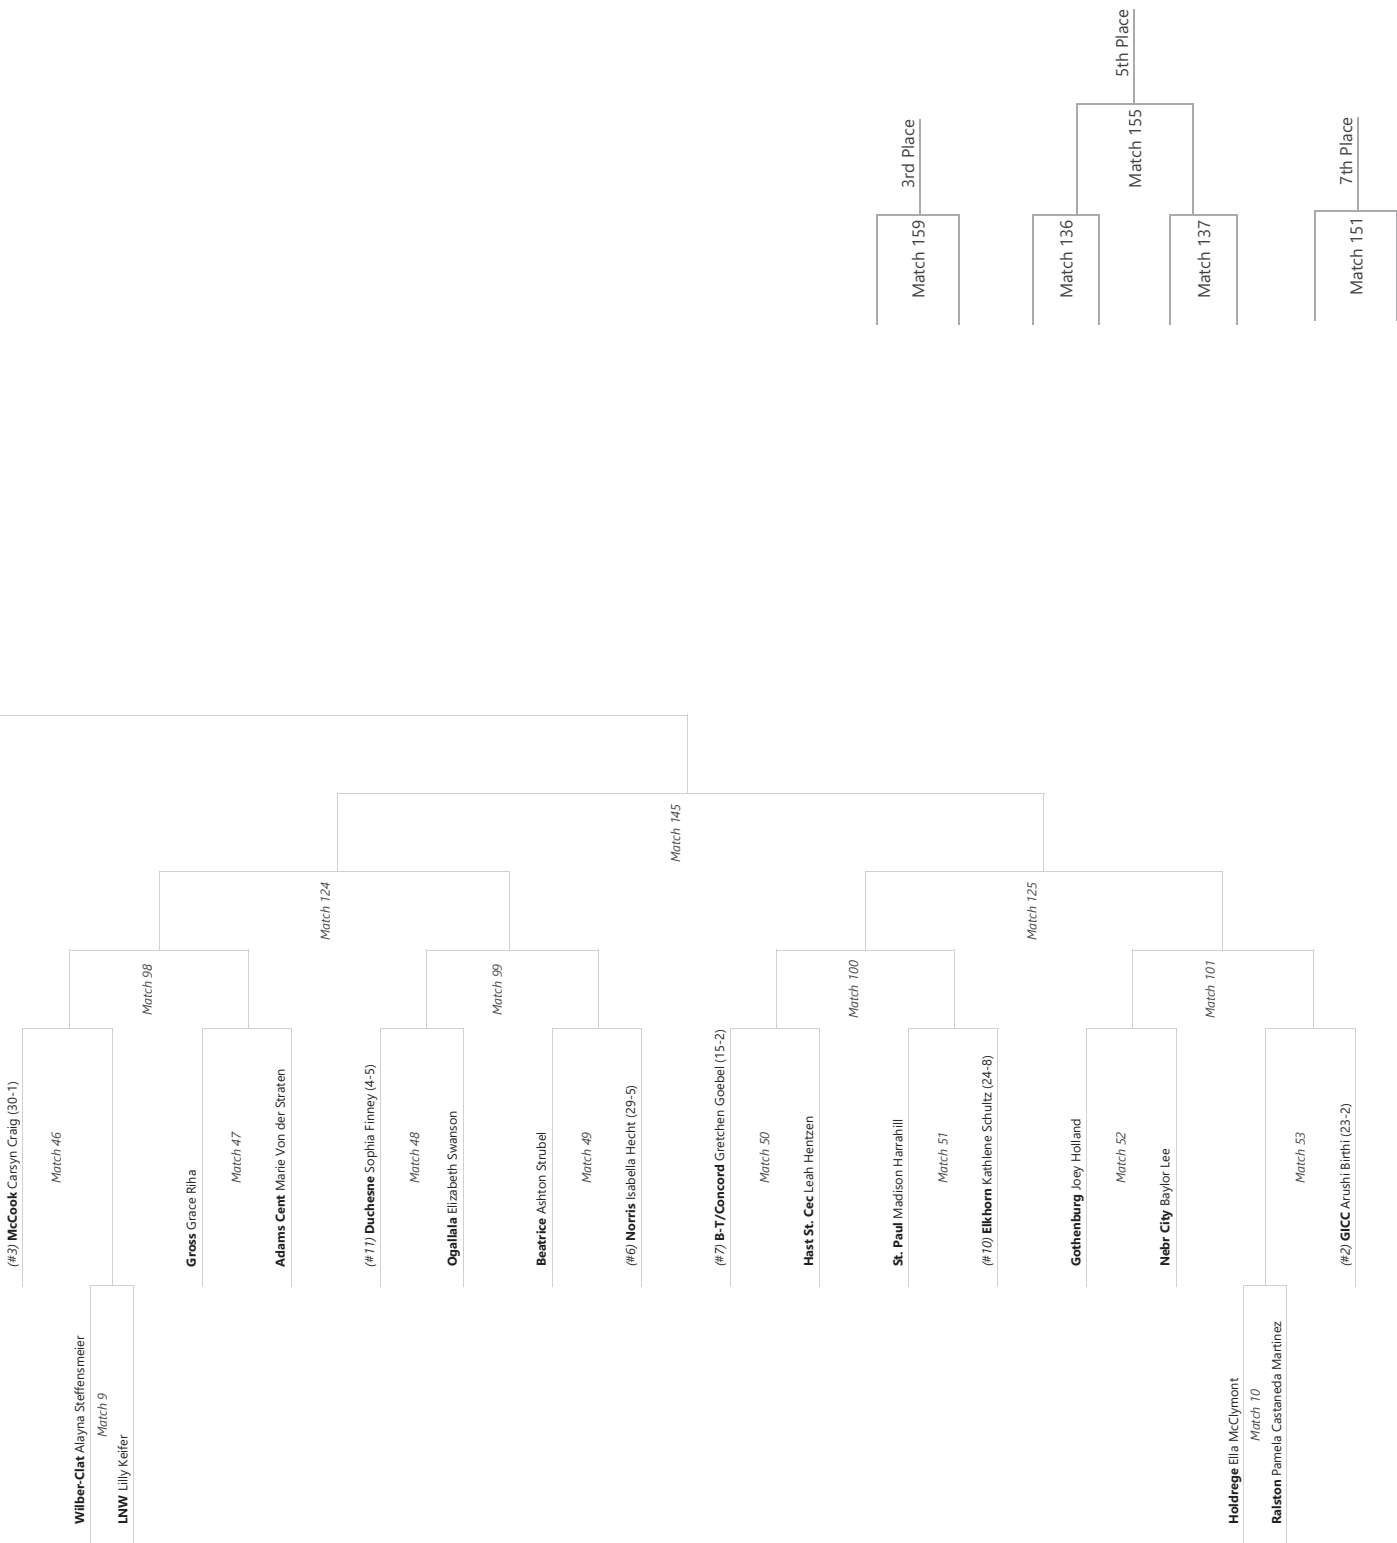 (#3) McCook Carsyn Craig (30-1)
Match 46
Wilber-Clat Alayna Steffensmeier
Match 9
LNW Lilly Keifer
Match 98
Gross Grace Riha
Match 47
Adams Cent Marie Von der Straten
Match 124
(#11) Duchesne Sophia Finney (4-5)
Match 48
Ogallala Elizabeth Swanson
Match 99
Beatrice Ashton Strubel
Match 49
(#6) Norris Isabella Hecht (29-5)
Match 145
(#7) B-T/Concord Gretchen Goebel (15-2)
Match 50
Hast St. Cec Leah Hentzen
Match 100
St. Paul Madison Harrahill
Match 51
(#10) Elkhorn Kathlene Schultz (24-8)
Match 125
Gothenburg Joey Holland
Match 52
Nebr City Baylor Lee
Match 101
Holdrege Ella McClymont
Match 10
Ralston Pamela Castaneda Martinez
Match 53
(#2) GICC Arushi Birthi (23-2)
Match 159
3rd Place
Match 136
Match 155
5th Place
Match 137
Match 151
7th Place